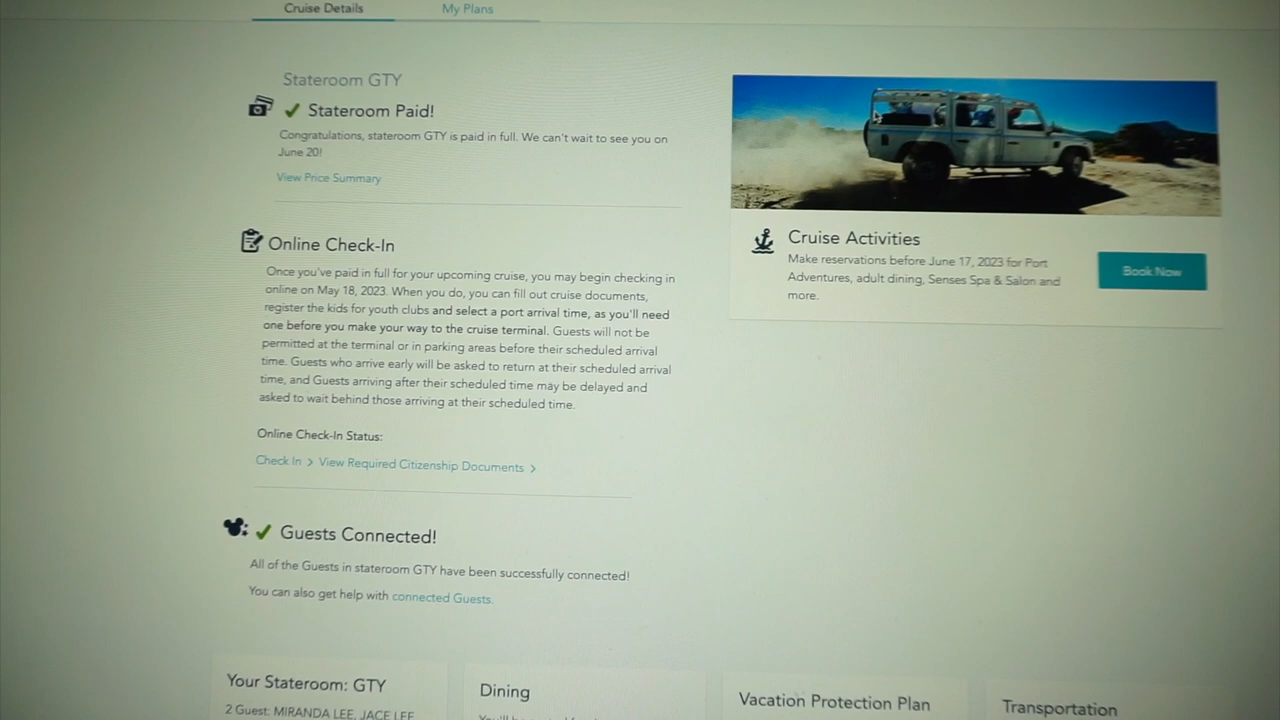 Cruise Details
My Plans
Stateroom GTY
Stateroom Paid!
Congratulations, stateroom GTY is paid in full. We can't wait to see you on
June 20!
View Price Summary
Online Check-In
Once you've paid in full for your upcoming cruise, you may begin checking in
online on May 18, 2023. When you do, you can fill out cruise documents,
register the kids for youth clubs and select a port arrival time, as you'll need
one before you make your way to the cruise terminal. Guests will not be
permitted at the terminal or in parking areas before their scheduled arrival
time. Guests who arrive early will be asked to return at their scheduled arrival
time, and Guests arriving after their scheduled time may be delayed and
asked to wait behind those arriving at their scheduled time.
Online Check-In Status:
Check In > View Required Citizenship Documents >
Guests Connected!
All of the Guests in stateroom GTY have been successfully connected!
You can also get help with connected Guests.
Cruise Activities
Make reservations before June 17, 2023 for Port
Adventures, adult dining, Senses Spa & Salon and
more.
Book Now
Your Stateroom: GTY
2 Guest: MIRANDA LEE, JACE LEE
Dining
Vacation Protection Plan
Transportation